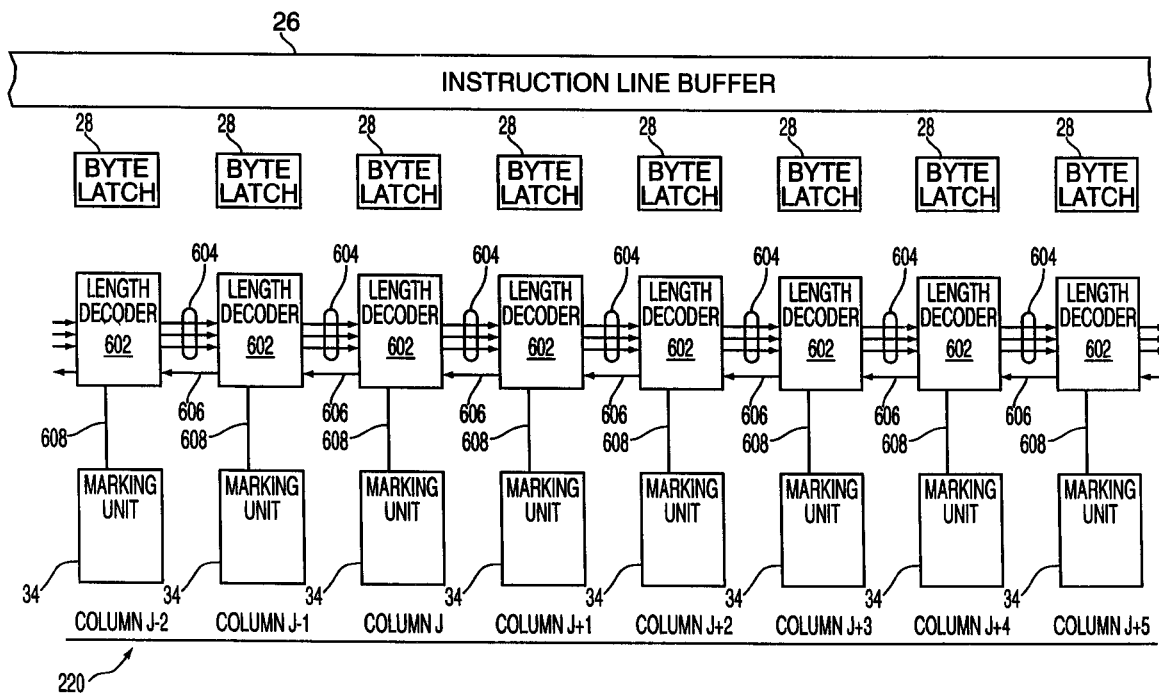 26
INSTRUCTION LINE BUFFER
28 28 28 28 28 28 28 28
BYTE LATCH BYTE LATCH BYTE LATCH BYTE LATCH BYTE LATCH BYTE LATCH BYTE LATCH BYTE LATCH
604 604 604 604 604 604 604
LENGTH DECODER 602 LENGTH DECODER 602 LENGTH DECODER 602 LENGTH DECODER 602 LENGTH DECODER 602 LENGTH DECODER 602 LENGTH DECODER 602 LENGTH DECODER 602
606 606 606 606 606 606 606
608 608 608 608 608 608 608 608
MARKING UNIT MARKING UNIT MARKING UNIT MARKING UNIT MARKING UNIT MARKING UNIT MARKING UNIT MARKING UNIT
34 34 34 34 34 34 34 34
COLUMN J-2 COLUMN J-1 COLUMN J COLUMN J+1 COLUMN J+2 COLUMN J+3 COLUMN J+4 COLUMN J+5
220